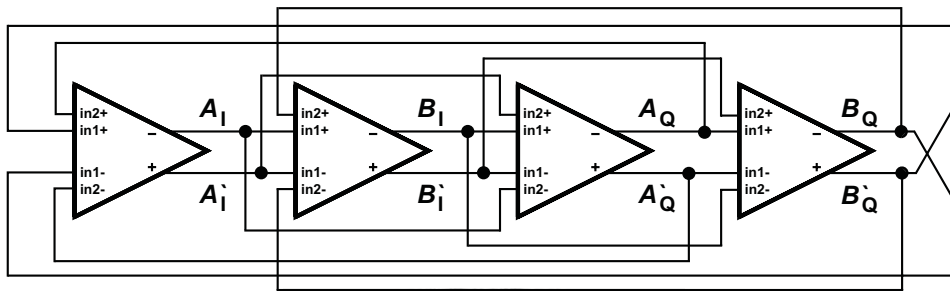 in2+ in1+ in1- in2- − +
A_I
A`_I
in2+ in1+ in1- in2- − +
B_I
B`_I
in2+ in1+ in1- in2- − +
A_Q
A`_Q
in2+ in1+ in1- in2- − +
B_Q
B`_Q